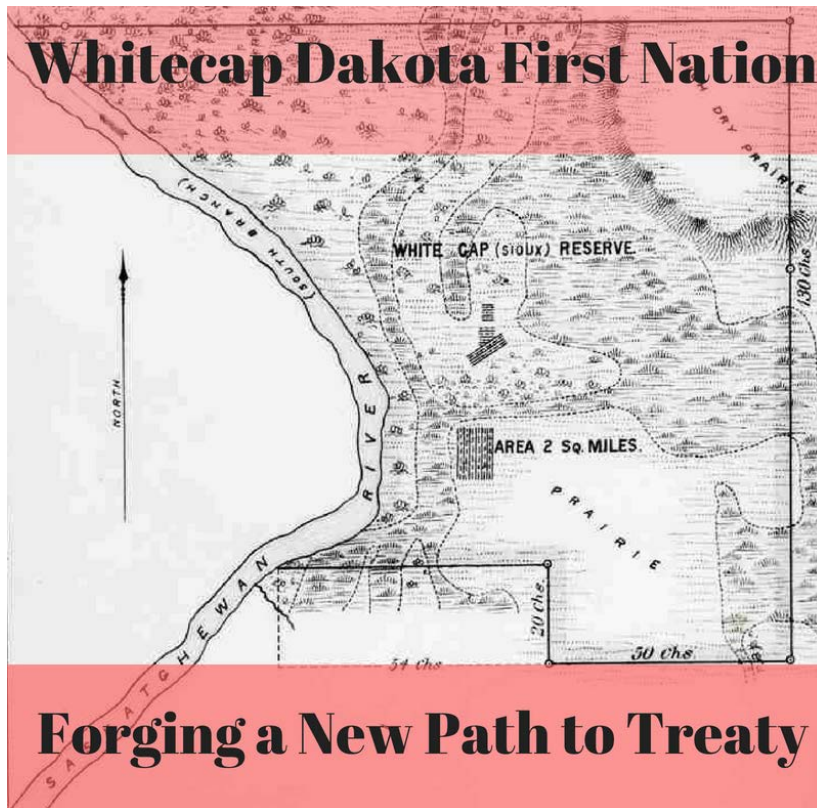 Whitecap Dakota First Nation
I.P.
DRY PRAIRIE
(SOUTH BRANCH)
WHITE CAP (SIOUX) RESERVE.
130 chs
NORTH
RIVER
AREA 2 SQ. MILES.
PRAIRIE
SASKATCHEWAN
20 chs
54 chs
50 chs
Forging a New Path to Treaty